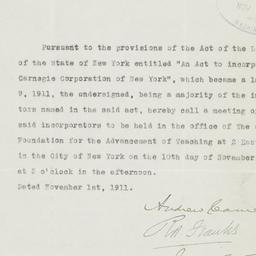 Pursuant to the provisions of the Act of the L
of the State of New York entitled "An Act to incorp
Carnegie Corporation of New York", which became a la
9, 1911, the undersigned, being a majority of the in
tors named in the said act, hereby call a meeting o
said incorporators to be held in the office of The
Foundation for the Advancement of Teaching at 2 East
in the City of New York on the 10th day of November
at 2 o'clock in the afternoon.
Dated November 1st, 1911.
Andrew Carne
R A Franks